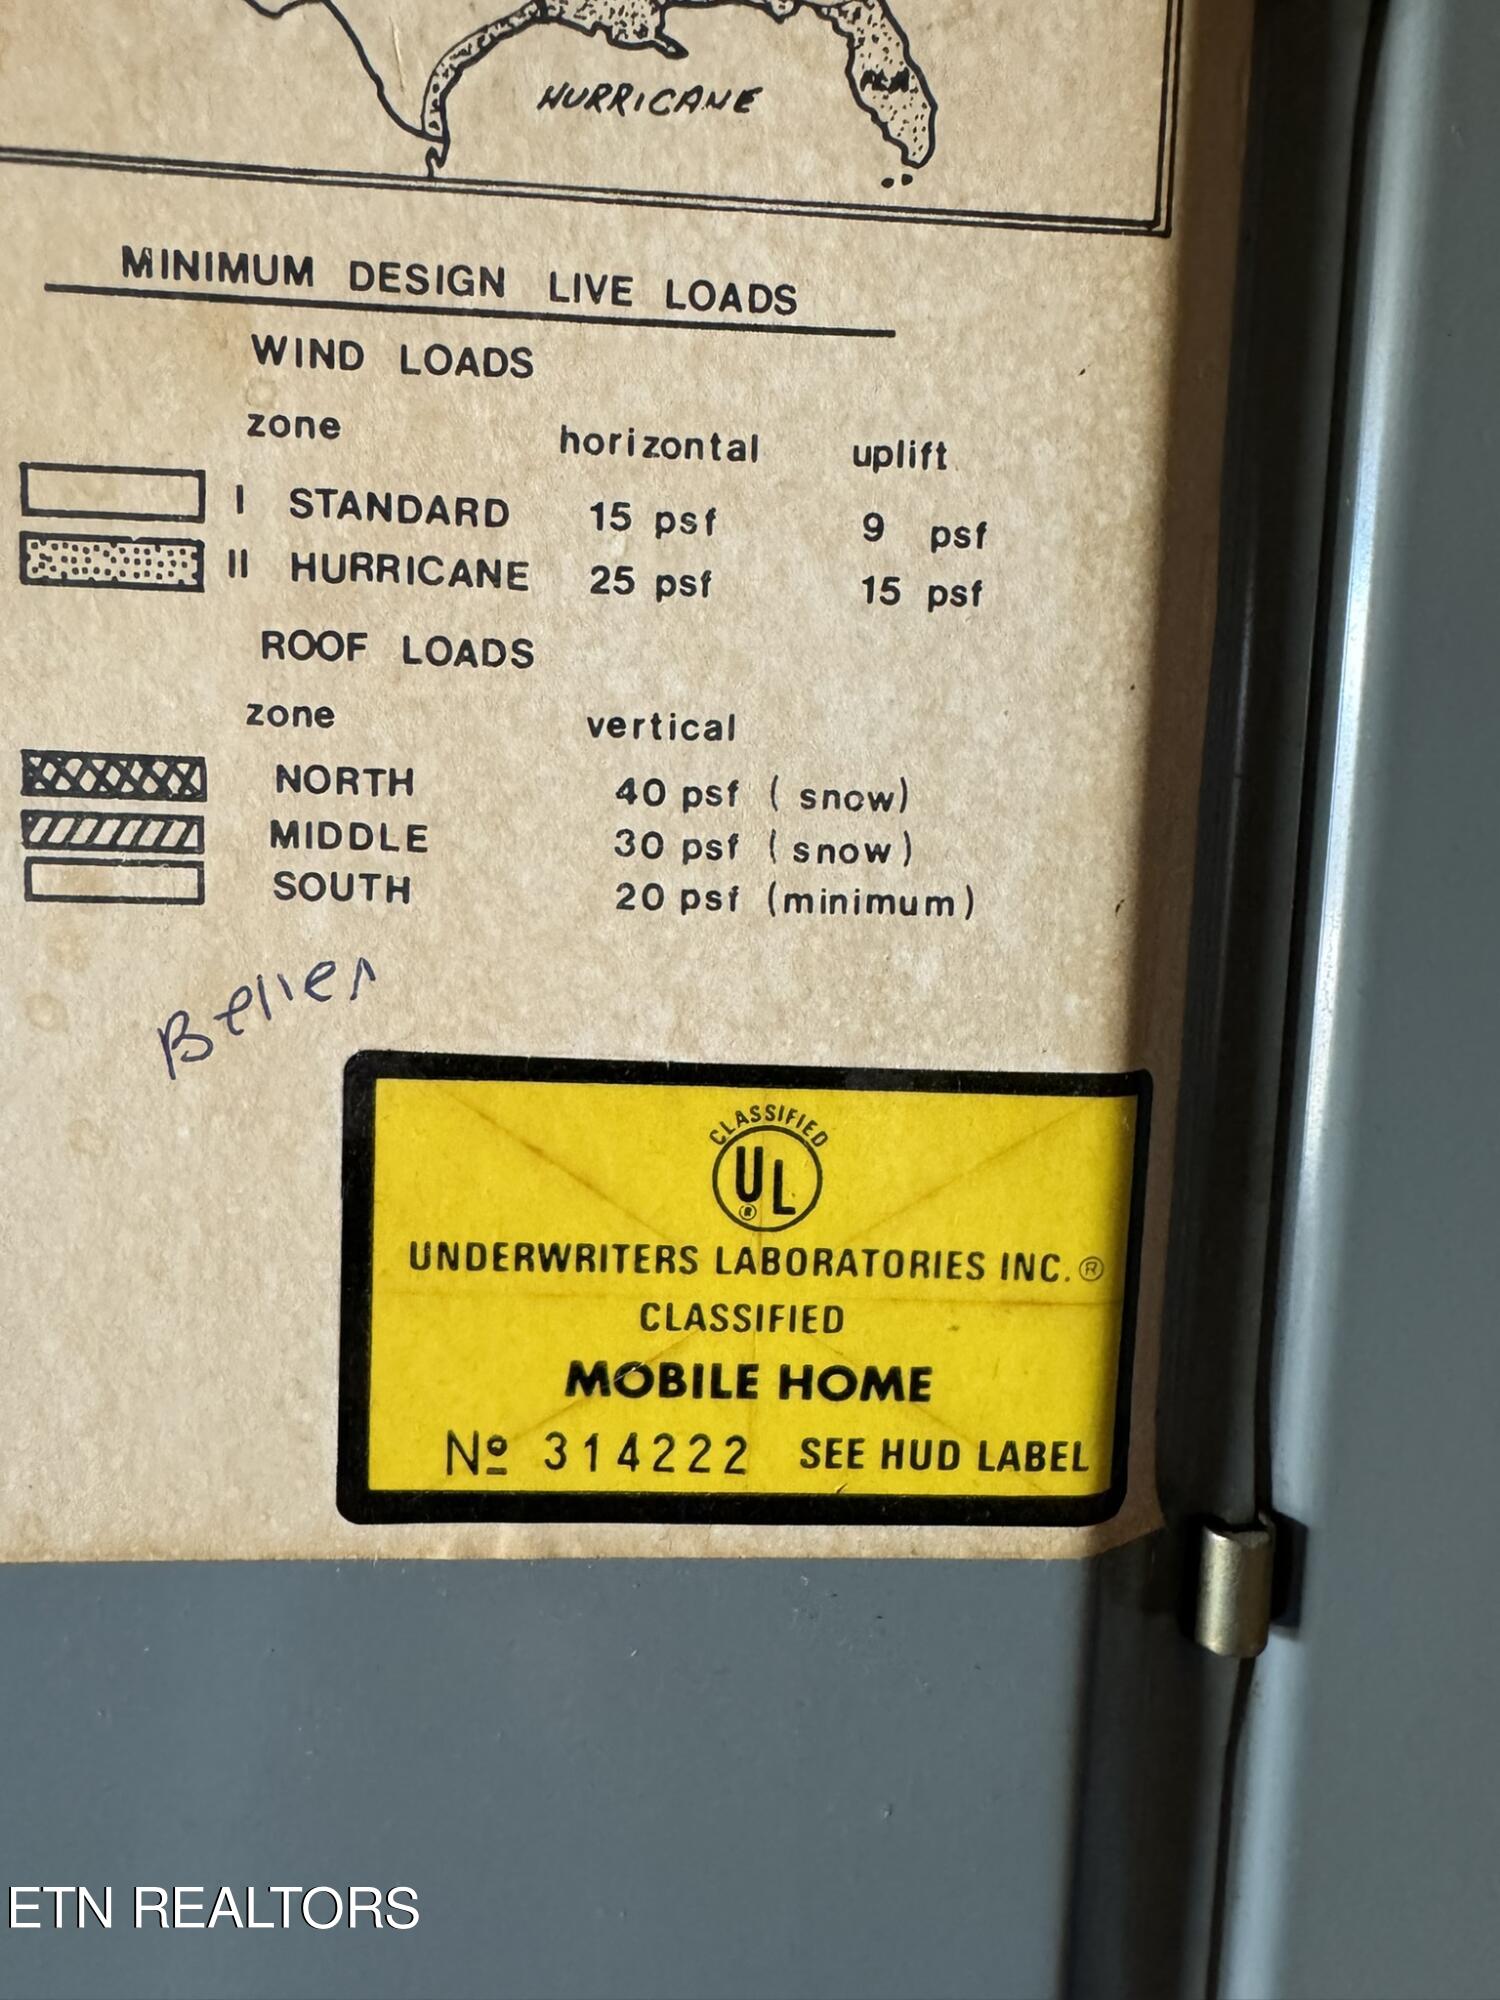 HURRICANE
MINIMUM DESIGN LIVE LOADS
WIND LOADS
zone horizontal uplift
I STANDARD 15 psf 9 psf
II HURRICANE 25 psf 15 psf
ROOF LOADS
zone vertical
NORTH 40 psf ( snow)
MIDDLE 30 psf ( snow )
SOUTH 20 psf (minimum)
CLASSIFIED
UL
®
UNDERWRITERS LABORATORIES INC.®
CLASSIFIED
MOBILE HOME
Nº 314222 SEE HUD LABEL
ETN REALTORS